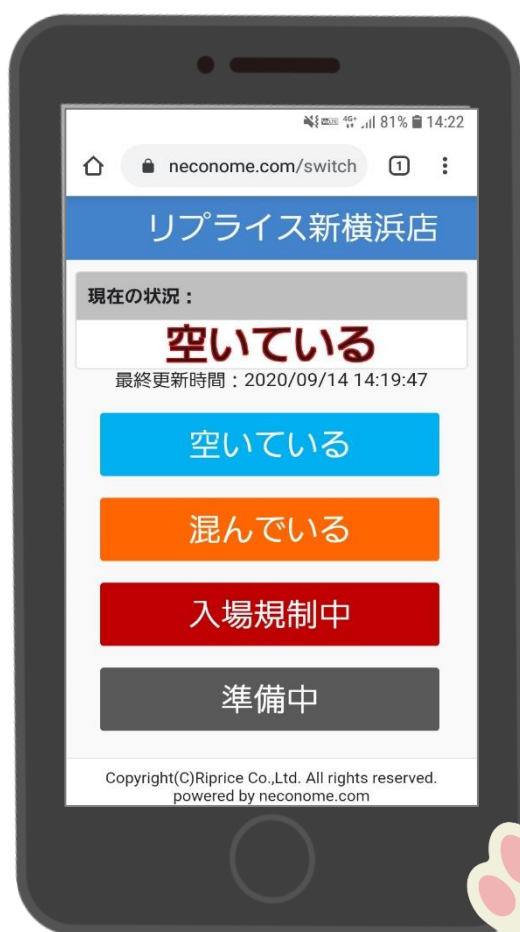 4G+ 81% 14:22
neconome.com/switch 1
リプライス新横浜店
現在の状況：
空いている
最終更新時間：2020/09/14 14:19:47
空いている
混んでいる
入場規制中
準備中
Copyright(C)Riprice Co.,Ltd. All rights reserved.
powered by neconome.com